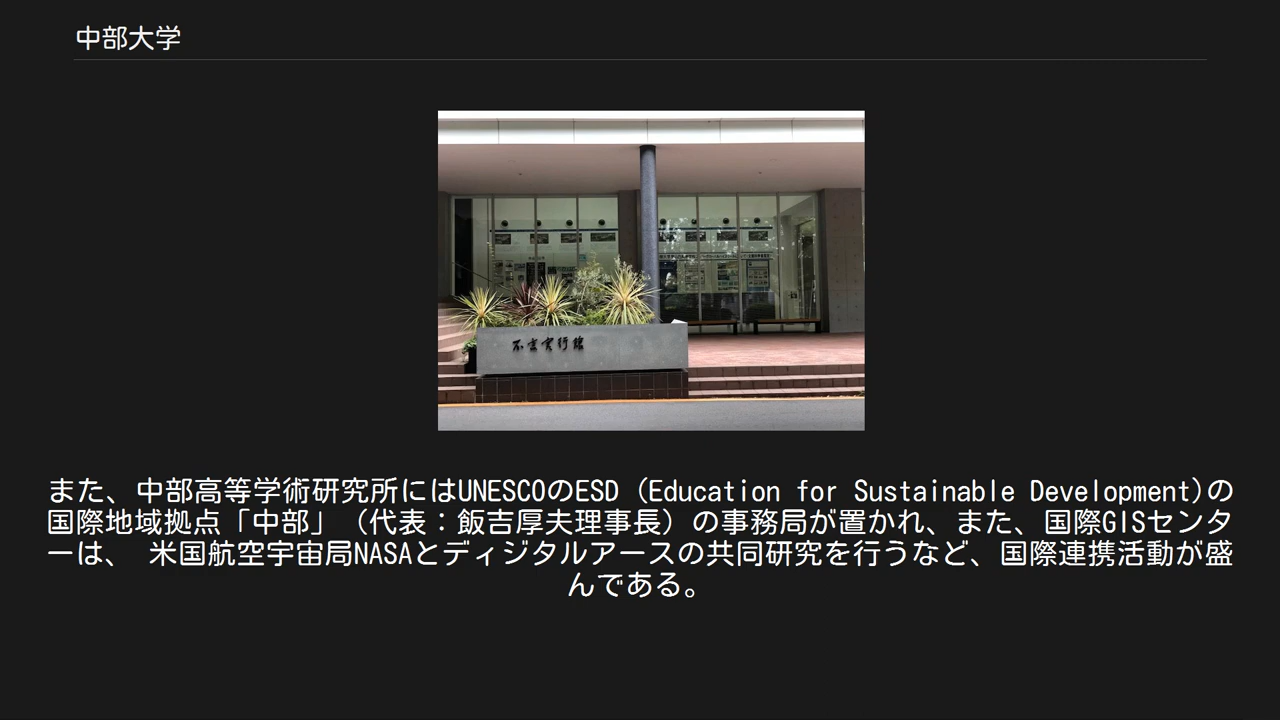 中部大学
不言実行館
また、中部高等学術研究所にはUNESCOのESD（Education for Sustainable Development)の
国際地域拠点「中部」（代表：飯吉厚夫理事長）の事務局が置かれ、また、国際GISセンタ
ーは、 米国航空宇宙局NASAとディジタルアースの共同研究を行うなど、国際連携活動が盛
んである。